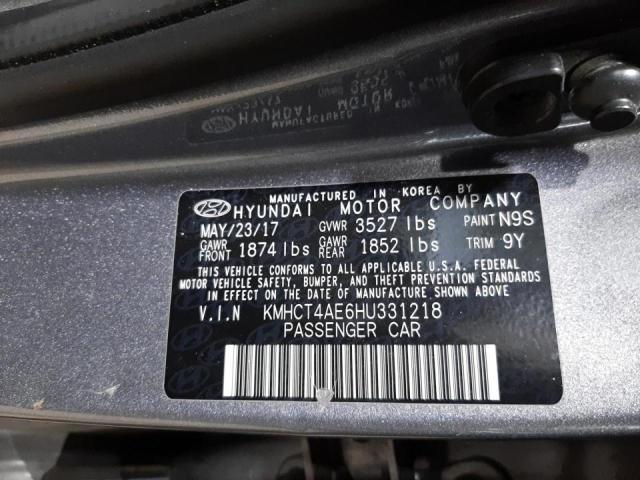 MANUFACTURED IN KOREA BY
HYUNDAI MOTOR COMPANY
MAY/23/17 GVWR 3527 lbs PAINT N9S
GAWR FRONT 1874 lbs GAWR REAR 1852 lbs TRIM 9Y
THIS VEHICLE CONFORMS TO ALL APPLICABLE U.S.A. FEDERAL
MOTOR VEHICLE SAFETY, BUMPER, AND THEFT PREVENTION STANDARDS
IN EFFECT ON THE DATE OF MANUFACTURE SHOWN ABOVE.
V.I.N KMHCT4AE6HU331218
PASSENGER CAR